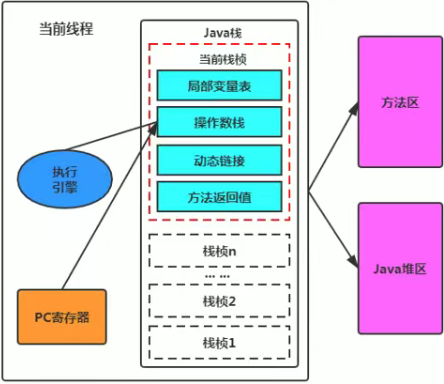 当前线程
Java栈
当前栈桢
局部变量表
操作数栈
动态链接
方法返回值
栈桢n
... ...
栈桢2
栈桢1
执行
引擎
PC寄存器
方法区
Java堆区